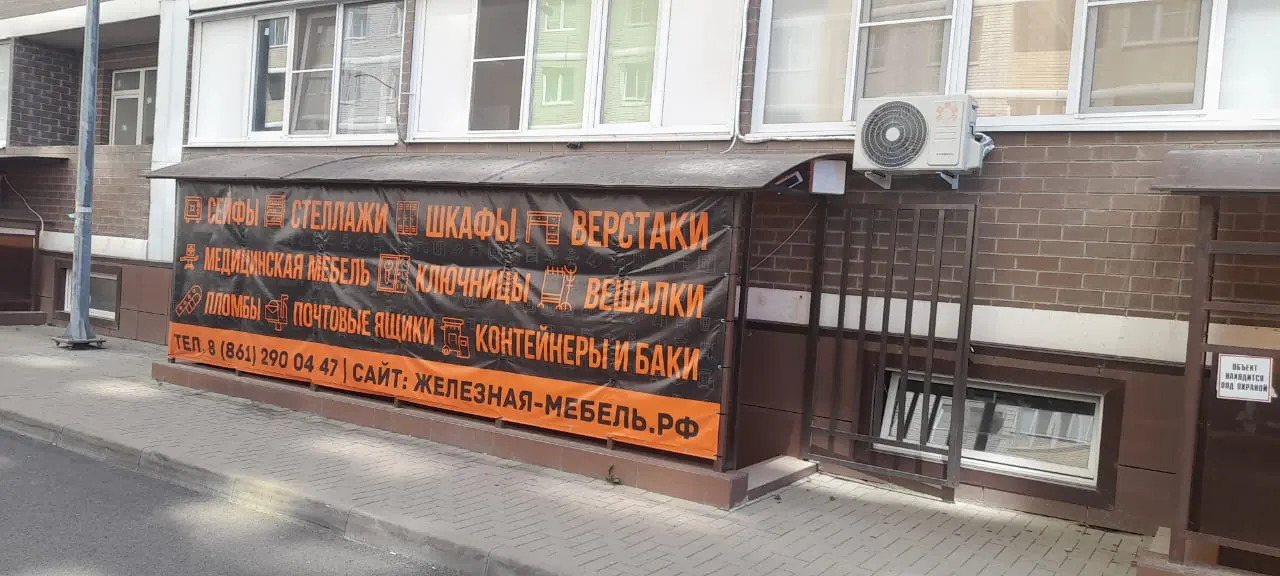 СЕЙФЫ СТЕЛЛАЖИ ШКАФЫ ВЕРСТАКИ
МЕДИЦИНСКАЯ МЕБЕЛЬ КЛЮЧНИЦЫ ВЕШАЛКИ
ПЛОМБЫ ПОЧТОВЫЕ ЯЩИКИ КОНТЕЙНЕРЫ И БАКИ
ТЕЛ. 8 (861) 290 04 47 | САЙТ: ЖЕЛЕЗНАЯ-МЕБЕЛЬ.РФ
ОБЪЕКТ
НАХОДИТСЯ
ПОД ОХРАНОЙ